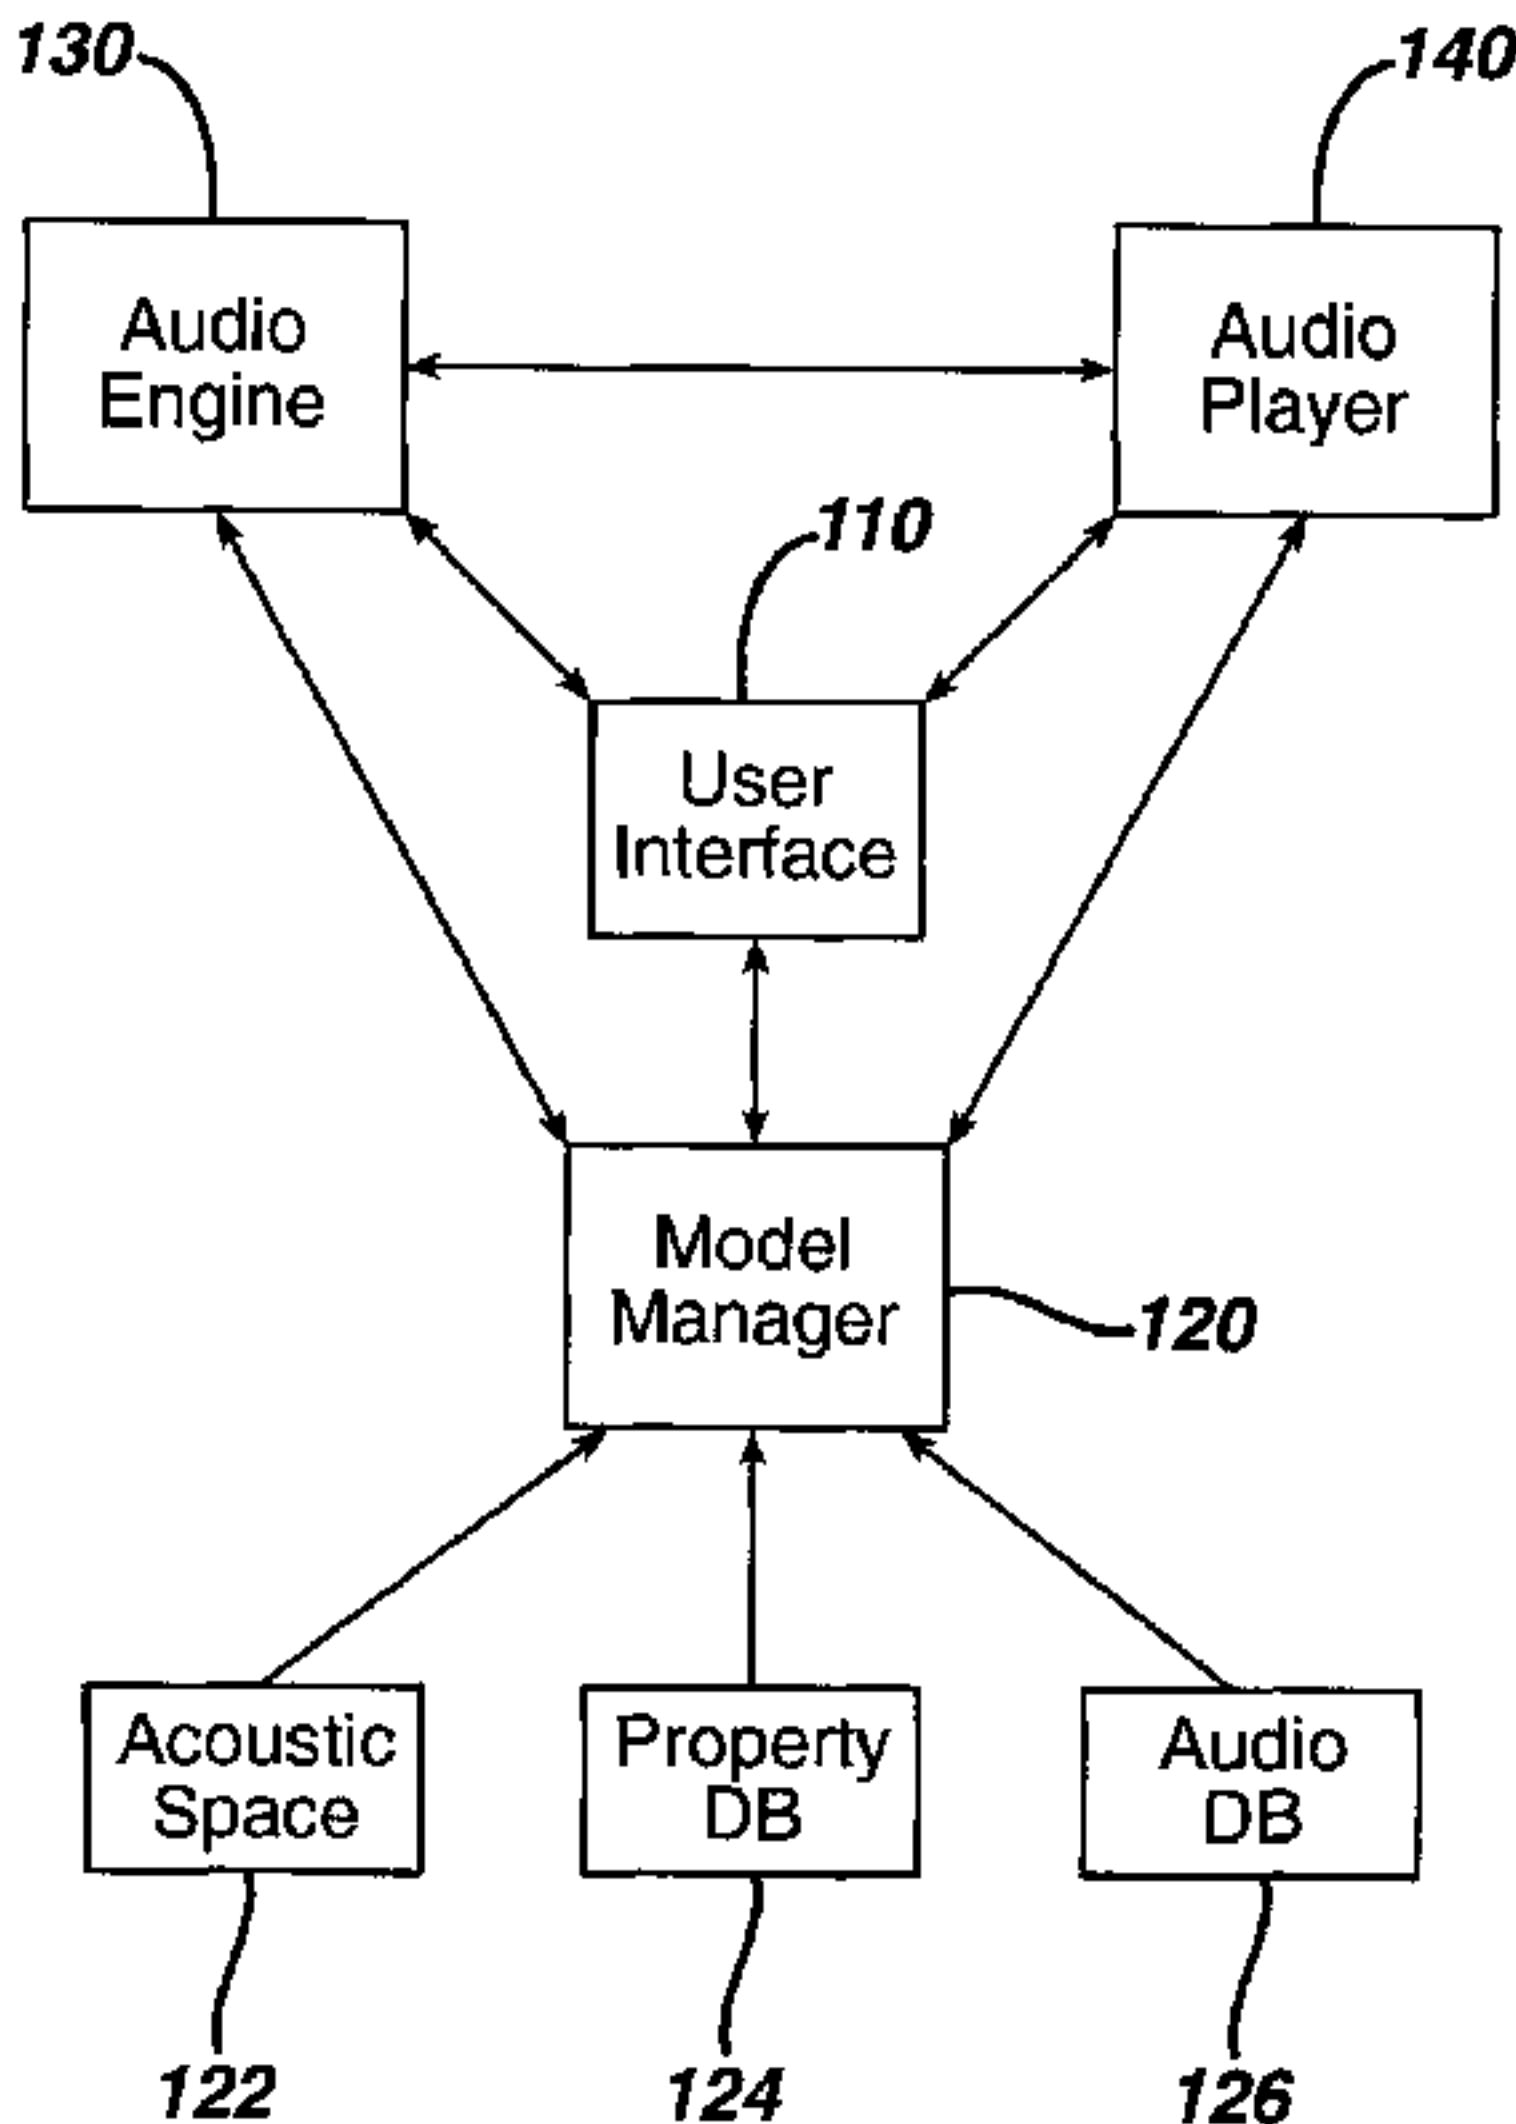 130
140
Audio
Engine
Audio
Player
110
User
Interface
Model
Manager
120
Acoustic
Space
Property
DB
Audio
DB
122
124
126